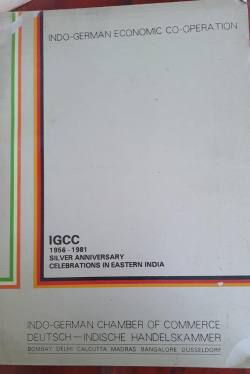 INDO-GERMAN ECONOMIC CO-OPERATION
IGCC
1956-1981
SILVER ANNIVERSARY
CELEBRATIONS IN EASTERN INDIA
INDO-GERMAN CHAMBER OF COMMERCE
DEUTSCH—INDISCHE HANDELSKAMMER
BOMBAY DELHI CALCUTTA MADRAS BANGALORE DUSSELDORF